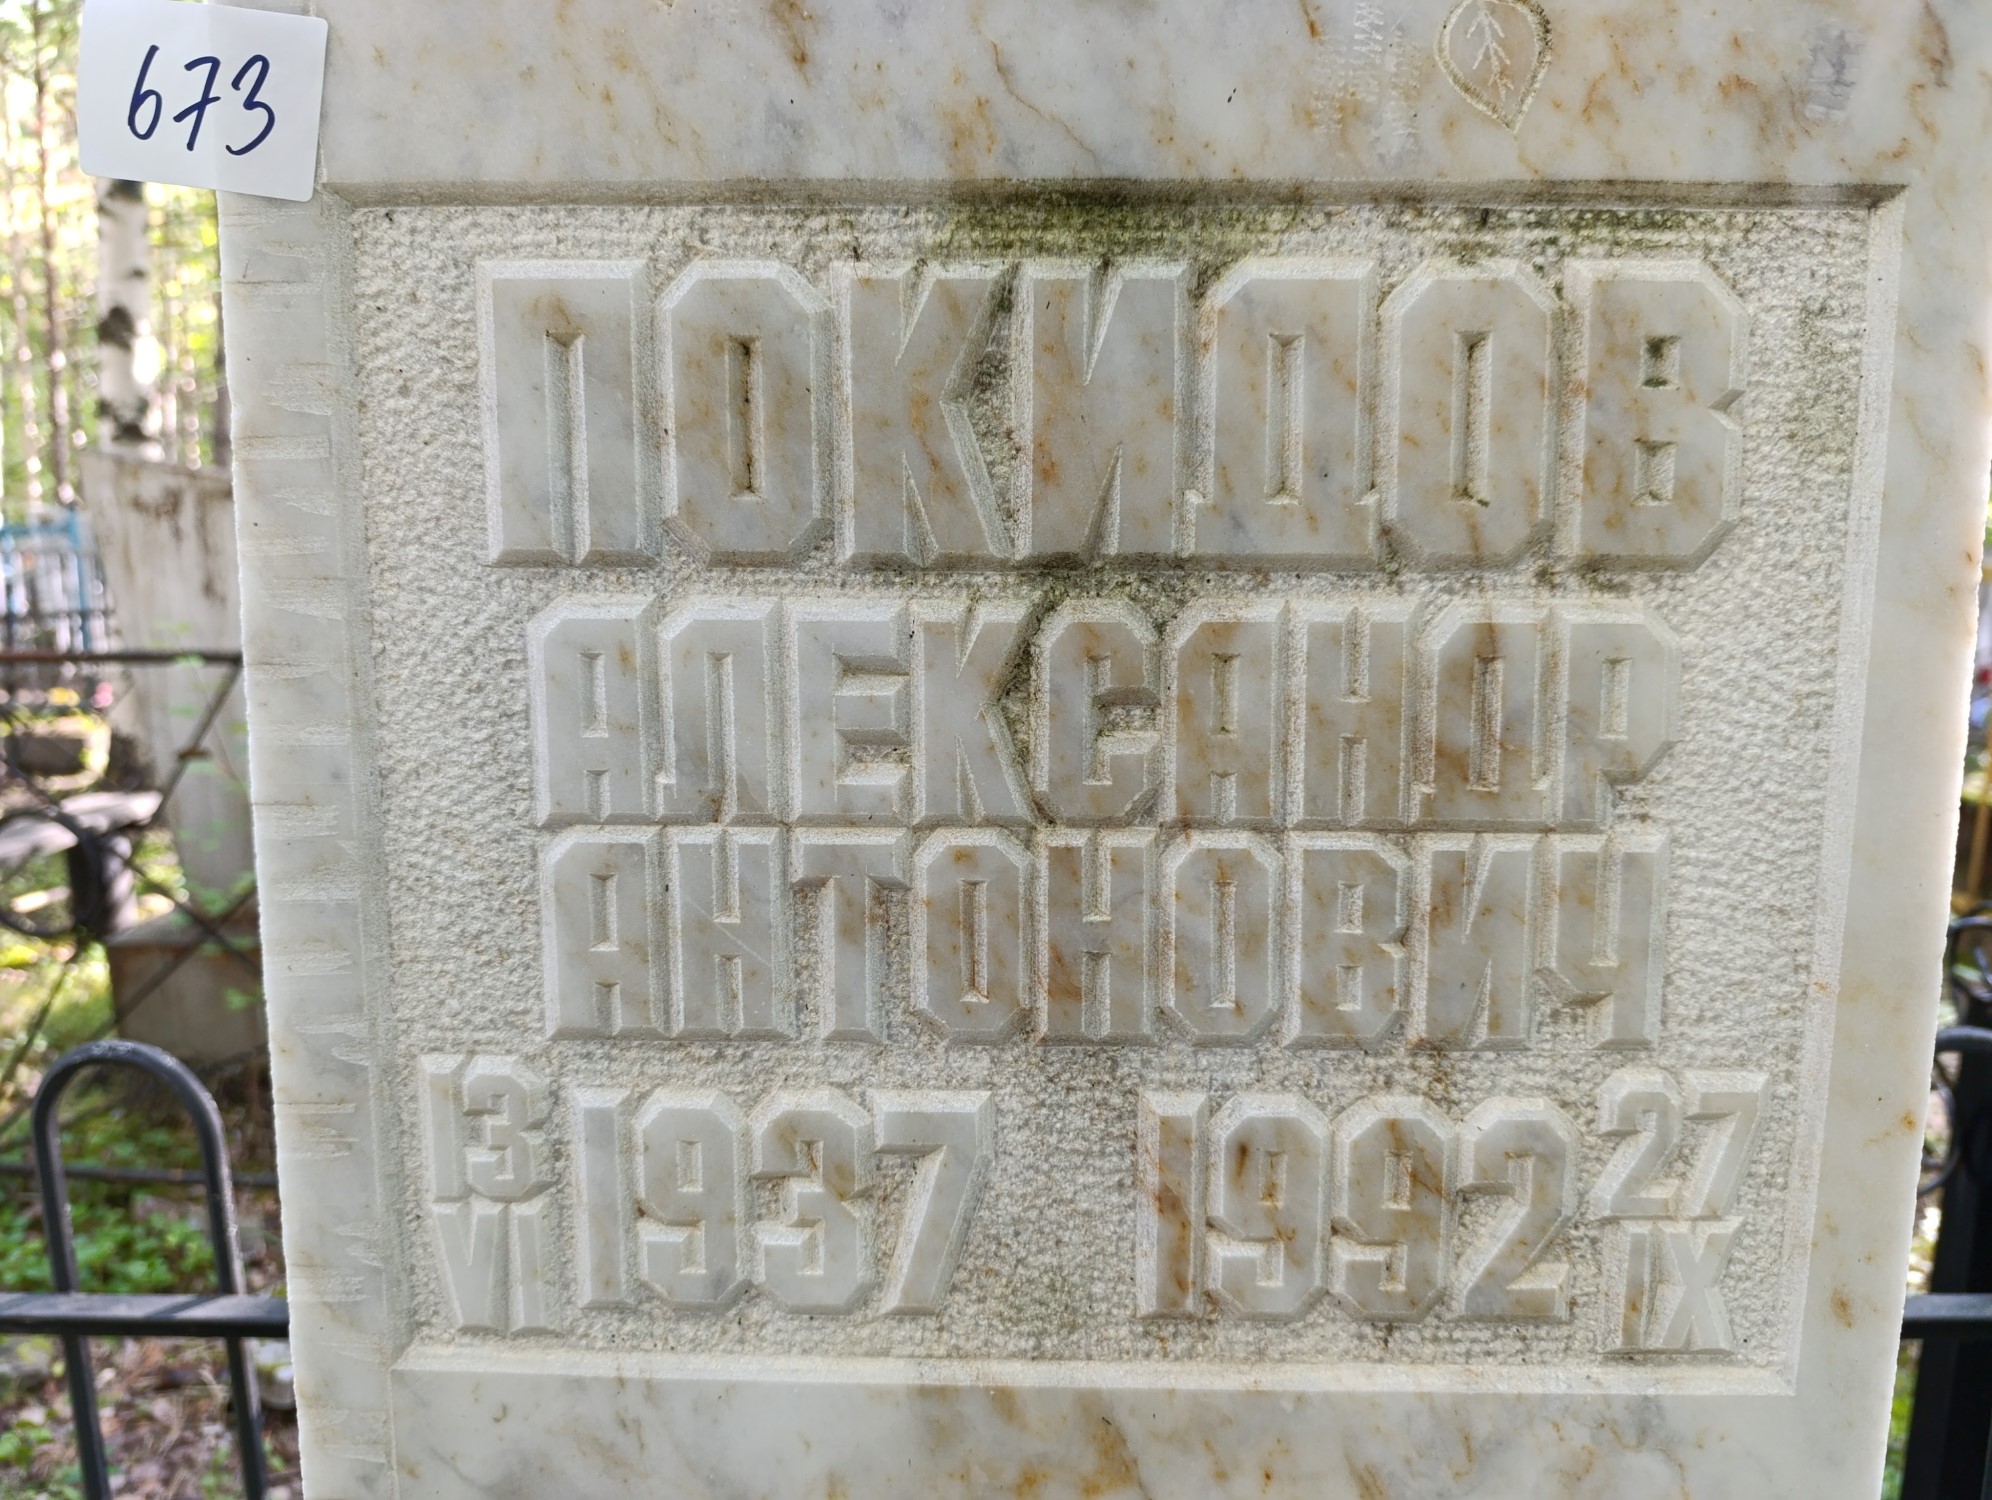 673
ПОКИДОВ
АЛЕКСАНДР
АНТОНОВИЧ
13 VI 1937 1992 27 IX